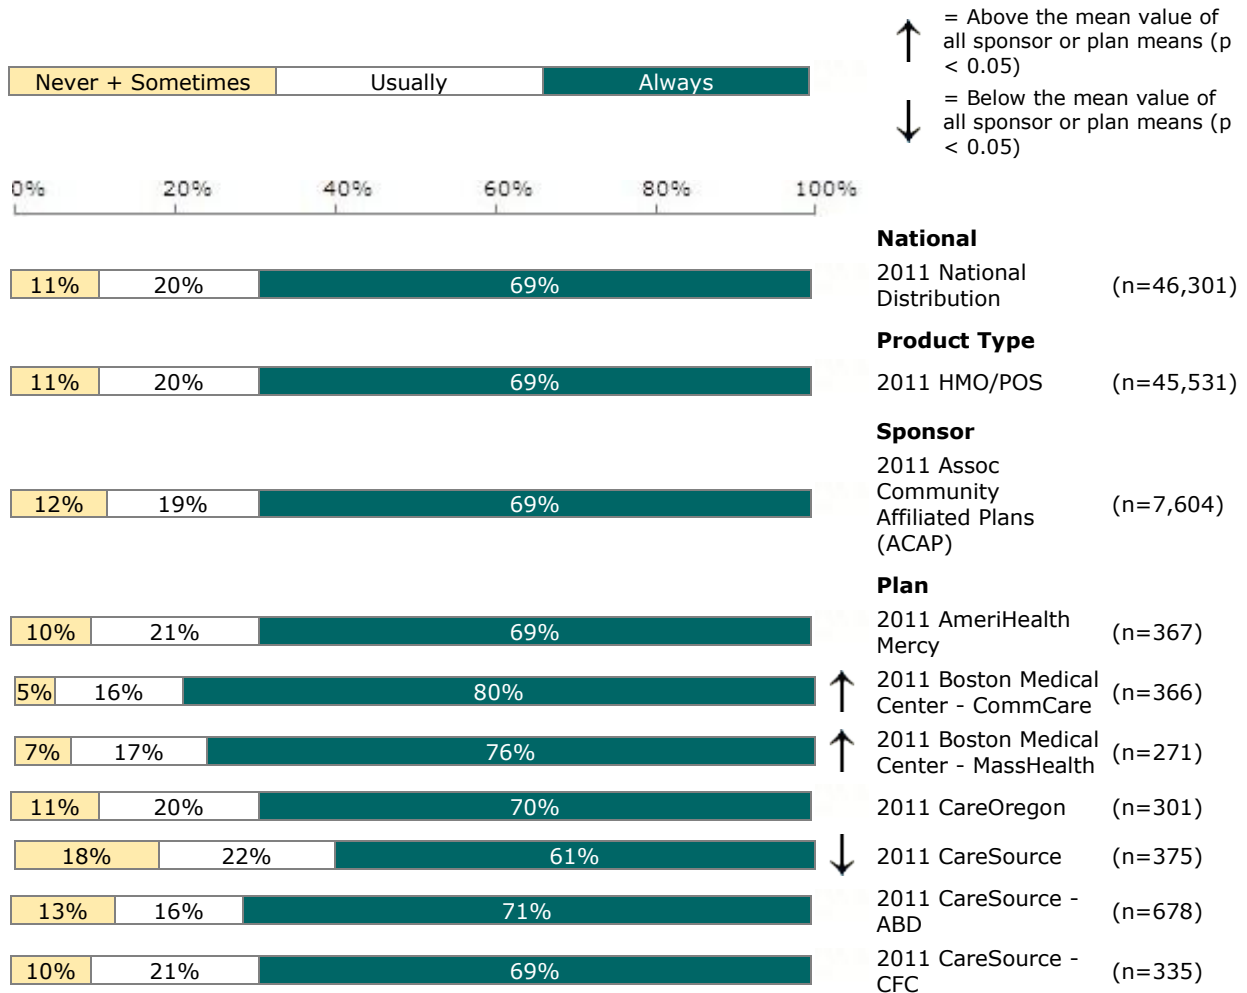 = Above the mean value of
all sponsor or plan means (p
< 0.05)
Never + Sometimes Usually Always
= Below the mean value of
all sponsor or plan means (p
< 0.05)
0% 20% 40% 60% 80% 100%
National
11% 20% 69% 2011 National
Distribution (n=46,301)
Product Type
11% 20% 69% 2011 HMO/POS (n=45,531)
Sponsor
12% 19% 69% 2011 Assoc
Community
Affiliated Plans (n=7,604)
(ACAP)
Plan
10% 21% 69% 2011 AmeriHealth
Mercy (n=367)
5% 16% 80% 2011 Boston Medical
Center - CommCare (n=366)
7% 17% 76% 2011 Boston Medical
Center - MassHealth (n=271)
11% 20% 70% 2011 CareOregon (n=301)
18% 22% 61% 2011 CareSource (n=375)
13% 16% 71% 2011 CareSource -
ABD (n=678)
10% 21% 69% 2011 CareSource -
CFC (n=335)